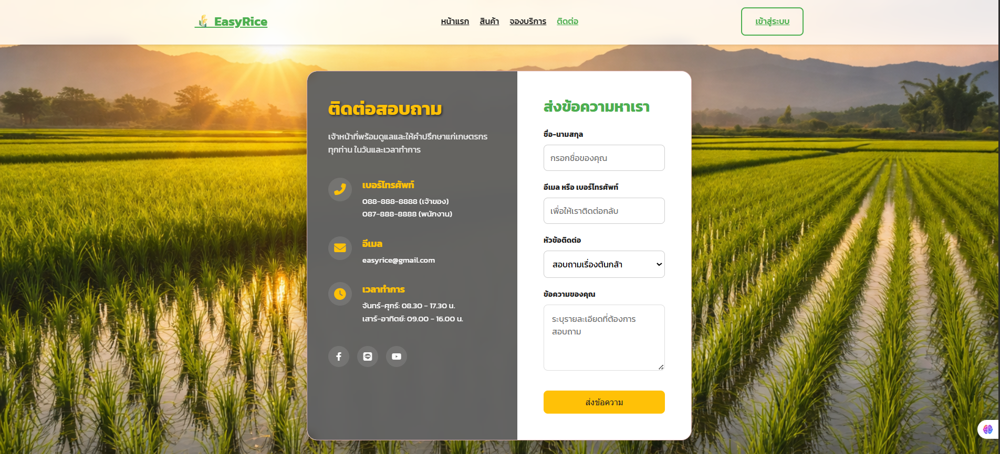 EasyRice
หน้าแรก สินค้า จองบริการ ติดต่อ
เข้าสู่ระบบ
ติดต่อสอบถาม
เจ้าหน้าที่พร้อมดูแลและให้คำปรึกษาแก่เกษตรกร
ทุกท่าน ในวันและเวลาทำการ
เบอร์โทรศัพท์
088-888-8888 (เจ้าของ)
087-888-8888 (พนักงาน)
อีเมล
easyrice@gmail.com
เวลาทำการ
จันทร์-ศุกร์: 08.30 - 17.30 น.
เสาร์-อาทิตย์: 09.00 - 16.00 น.
ส่งข้อความหาเรา
ชื่อ-นามสกุล
กรอกชื่อของคุณ
อีเมล หรือ เบอร์โทรศัพท์
เพื่อให้เราติดต่อกลับ
หัวข้อติดต่อ
สอบถามเรื่องต้นกล้า
ข้อความของคุณ
ระบุรายละเอียดที่ต้องการ
สอบถาม
ส่งข้อความ